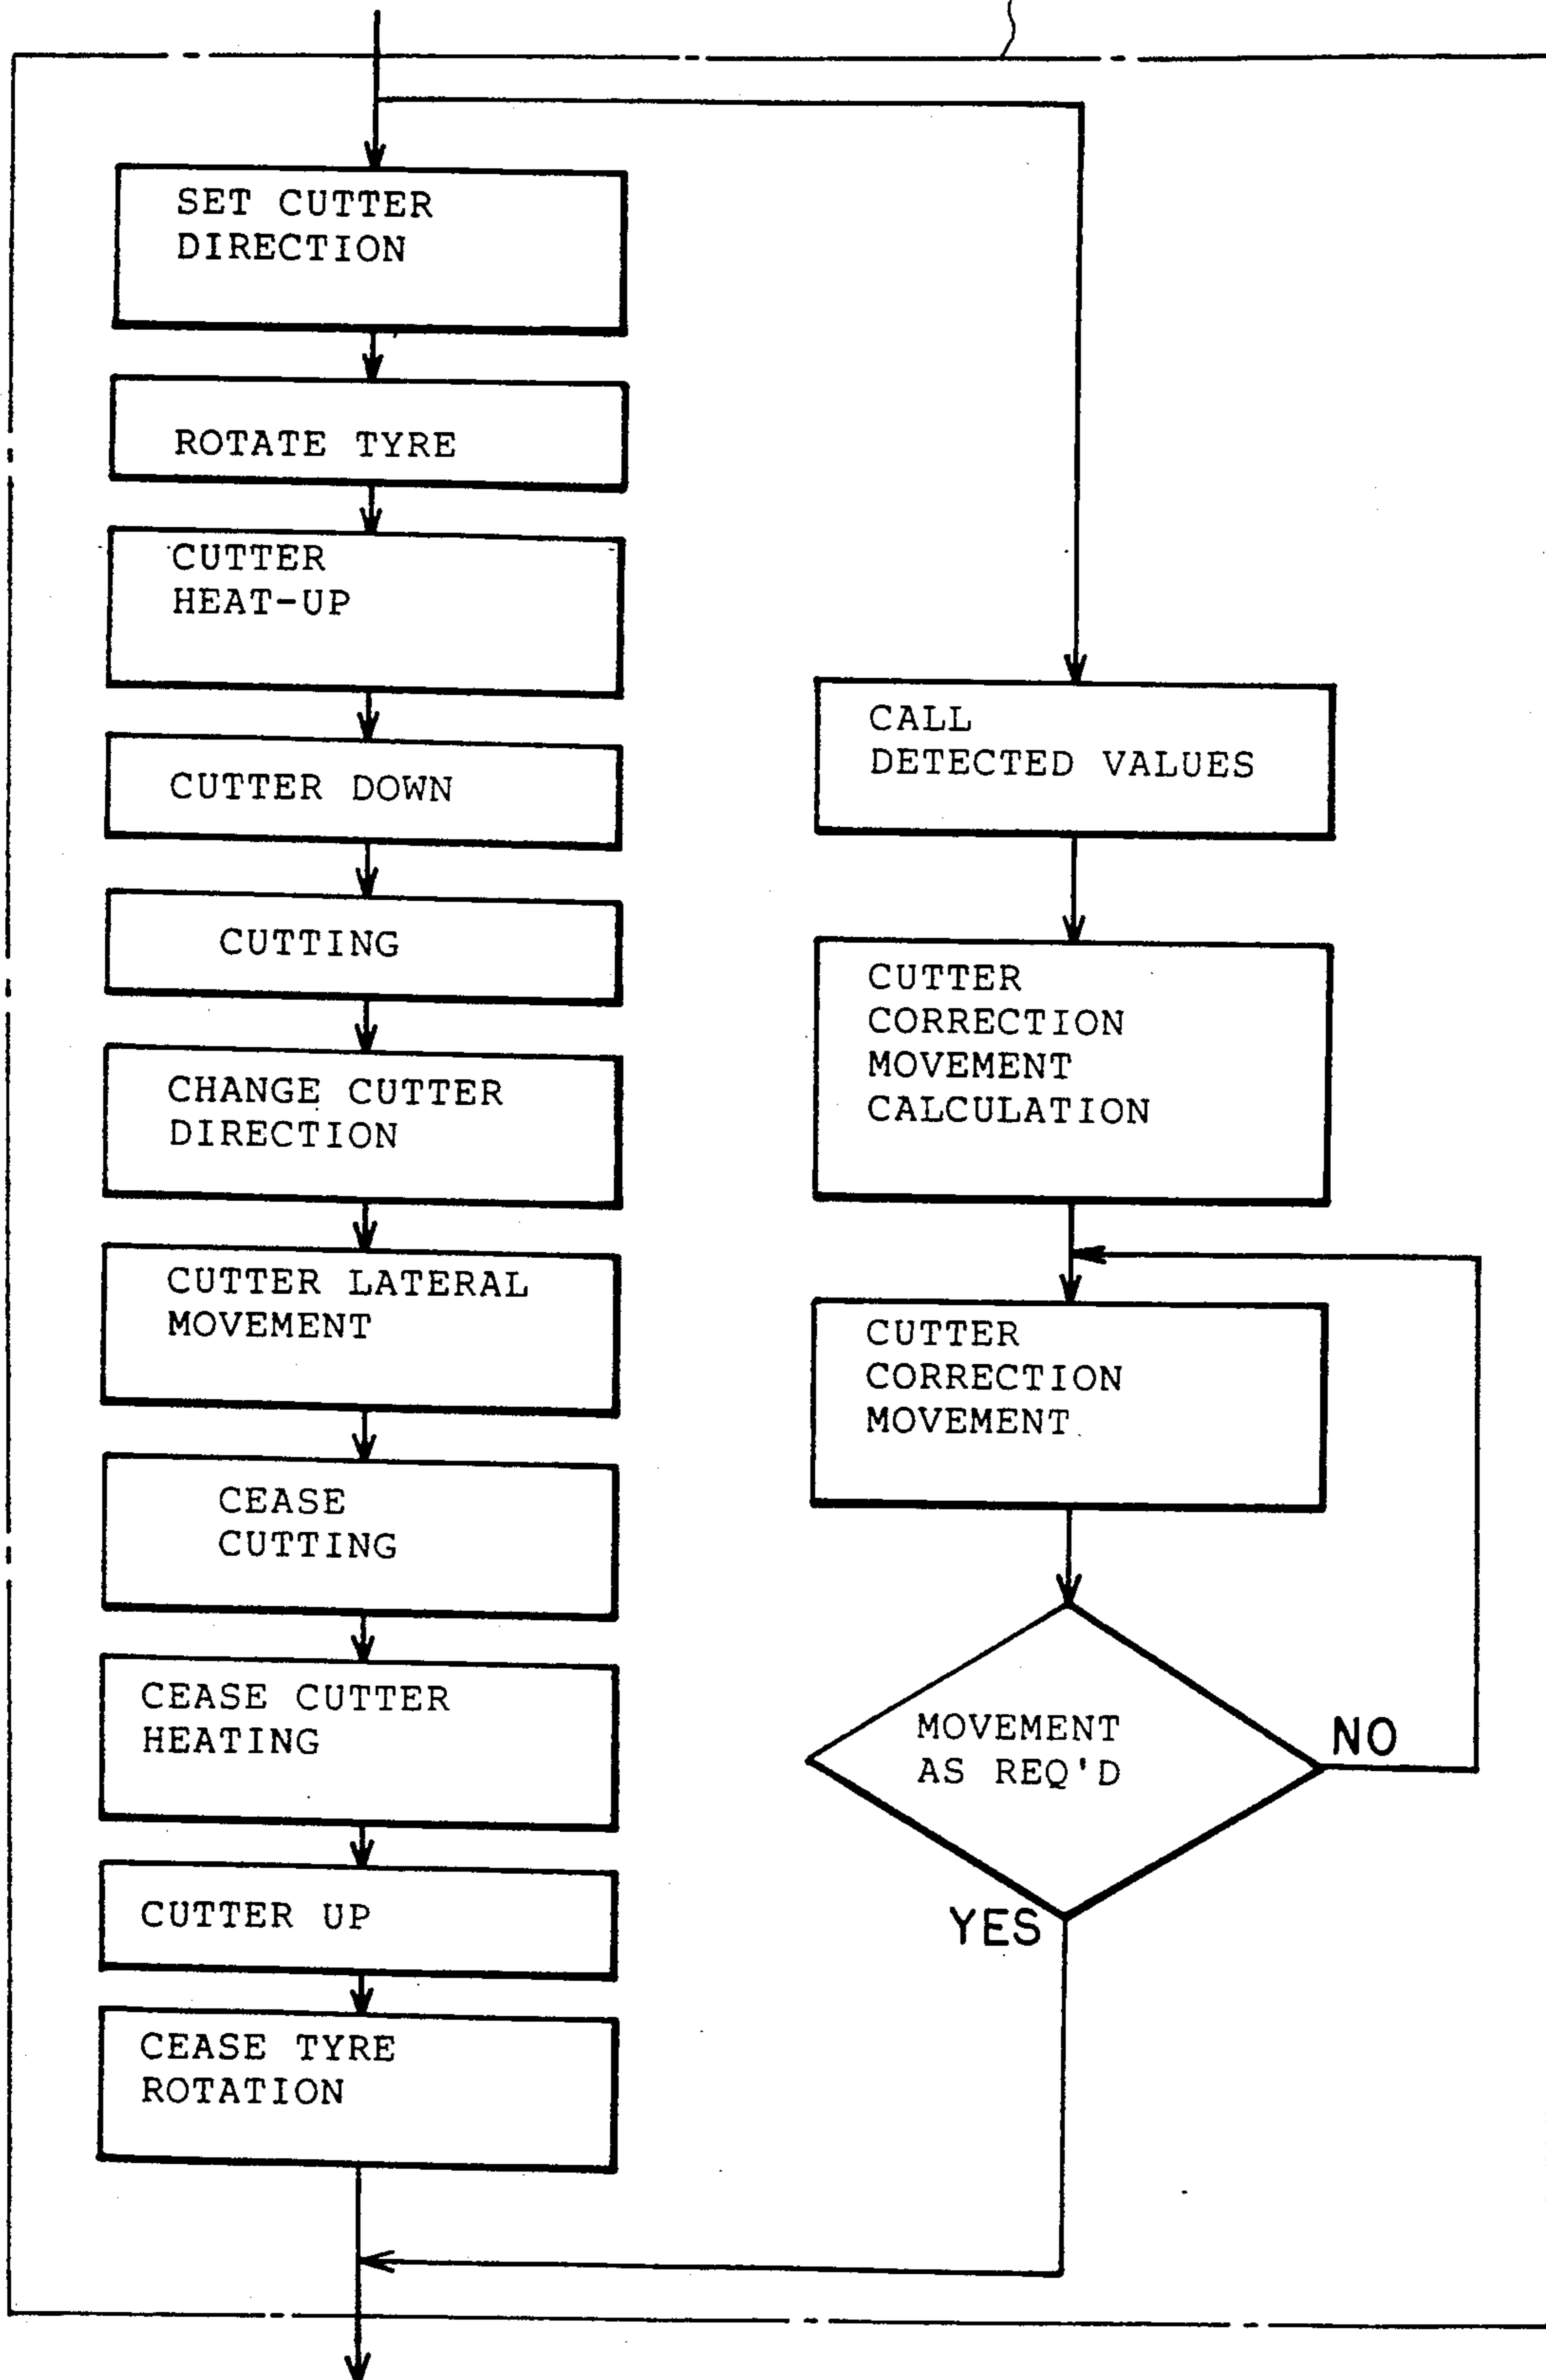 SET CUTTER
DIRECTION
ROTATE TYRE
CUTTER
HEAT-UP
CUTTER DOWN
CUTTING
CHANGE CUTTER
DIRECTION
CUTTER LATERAL
MOVEMENT
CEASE
CUTTING
CEASE CUTTER
HEATING
CUTTER UP
CEASE TYRE
ROTATION
CALL
DETECTED VALUES
CUTTER
CORRECTION
MOVEMENT
CALCULATION
CUTTER
CORRECTION
MOVEMENT
MOVEMENT
AS REQ'D
NO
YES